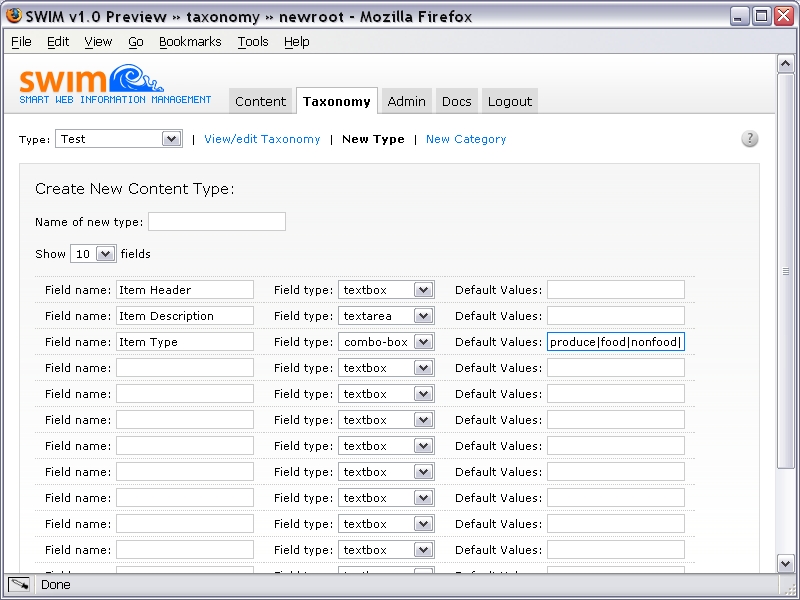 SWIM v1.0 Preview » taxonomy » newroot - Mozilla Firefox
File Edit View Go Bookmarks Tools Help
swim
SMART WEB INFORMATION MANAGEMENT
Content Taxonomy Admin Docs Logout
Type: Test | View/edit Taxonomy | New Type | New Category ?
Create New Content Type:
Name of new type:
Show 10 fields
Field name: Item Header Field type: textbox Default Values:
Field name: Item Description Field type: textarea Default Values:
Field name: Item Type Field type: combo-box Default Values: produce|food|nonfood|
Field name: Field type: textbox Default Values:
Field name: Field type: textbox Default Values:
Field name: Field type: textbox Default Values:
Field name: Field type: textbox Default Values:
Field name: Field type: textbox Default Values:
Field name: Field type: textbox Default Values:
Field name: Field type: textbox Default Values:
Field name: Field type: textbox Default Values:
Done